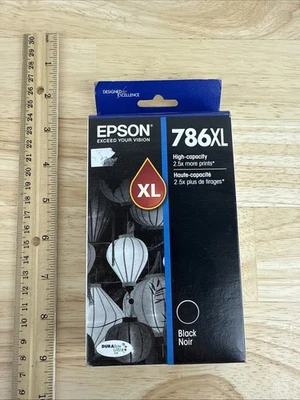 DESIGNED FOR
EXCELLENCE
EPSON
EXCEED YOUR VISION
786XL
High-capacity
2.5x more prints*
Haute-capacité
2.5x plus de tirages*
XL
Black
Noir
DURABrite
Ultra